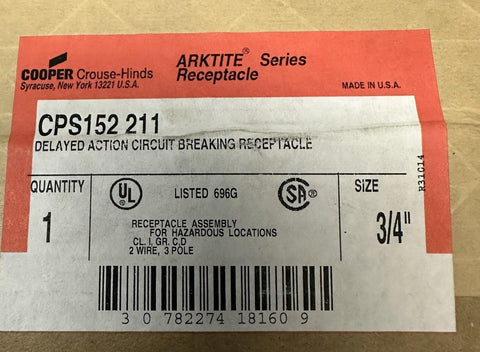 ARKTITE® Series
Receptacle
COOPER Crouse-Hinds
Syracuse, New York 13221 U.S.A.
MADE IN U.S.A.
CPS152 211
DELAYED ACTION CIRCUIT BREAKING RECEPTACLE
R31G14
QUANTITY
1
UL
LISTED 696G
SA
SIZE
3/4"
RECEPTACLE ASSEMBLY
FOR HAZARDOUS LOCATIONS
CL. I. GR. C,D
2 WIRE, 3 POLE
3 0 782274 18160 9